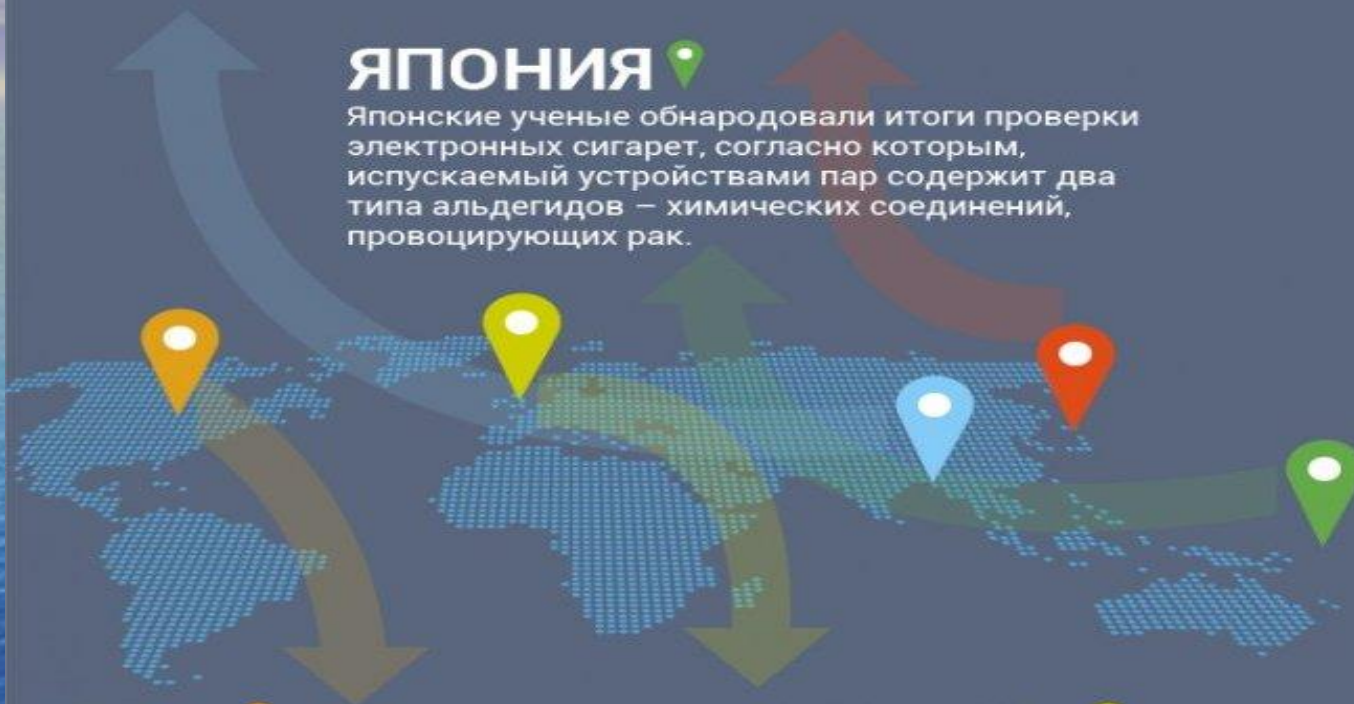 ЯПОНИЯ
Японские ученые обнародовали итоги проверки
электронных сигарет, согласно которым,
испускаемый устройствами пар содержит два
типа альдегидов – химических соединений,
провоцирующих рак.